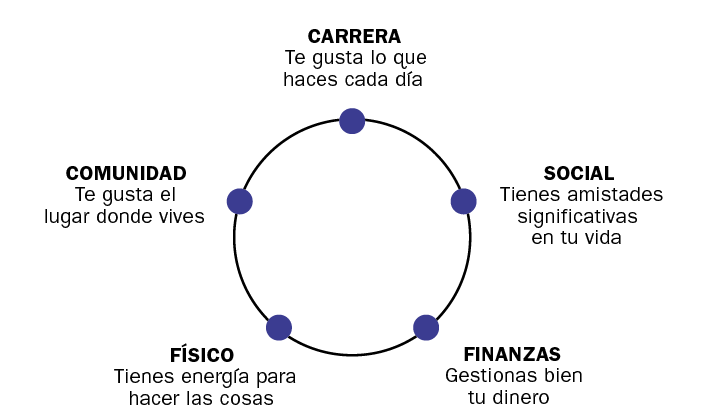 CARRERA
Te gusta lo que
haces cada día
COMUNIDAD
Te gusta el
lugar donde vives
SOCIAL
Tienes amistades
significativas
en tu vida
FÍSICO
Tienes energía para
hacer las cosas
FINANZAS
Gestionas bien
tu dinero